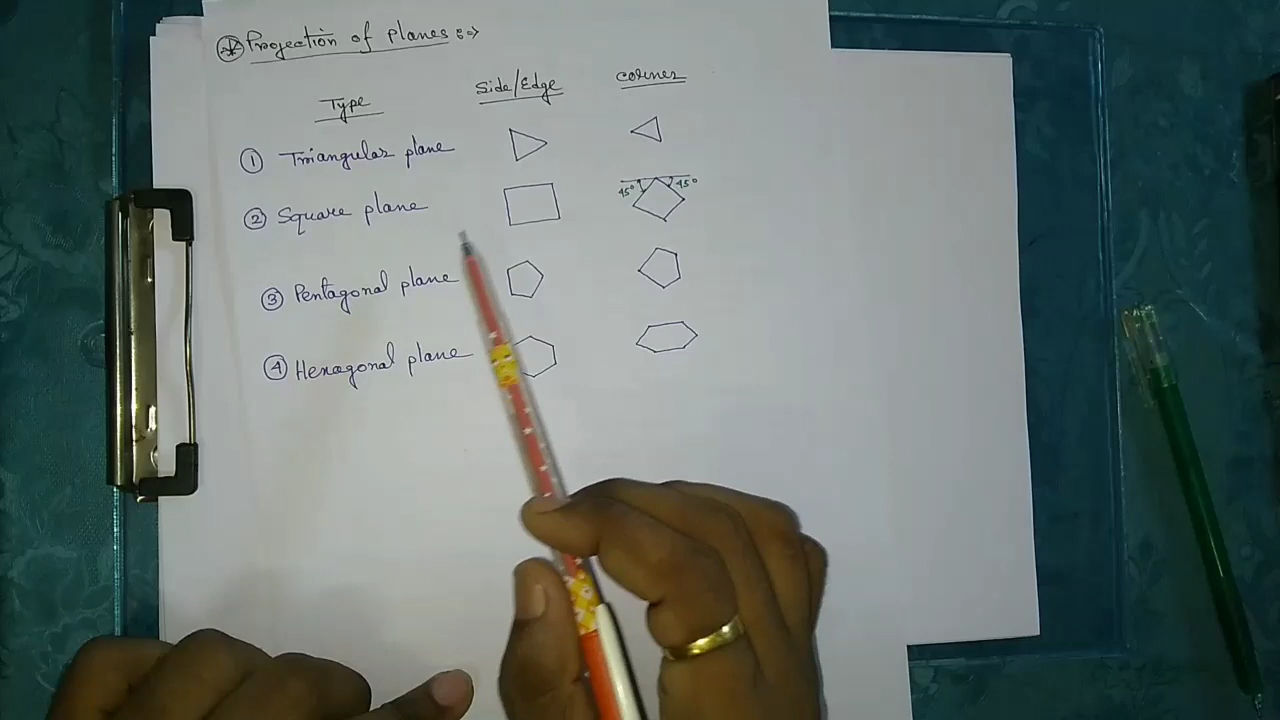 Projection of planes :->
Type Side/Edge Corner
① Triangular plane
② Square plane 45° 45°
③ Pentagonal plane
④ Hexagonal plane